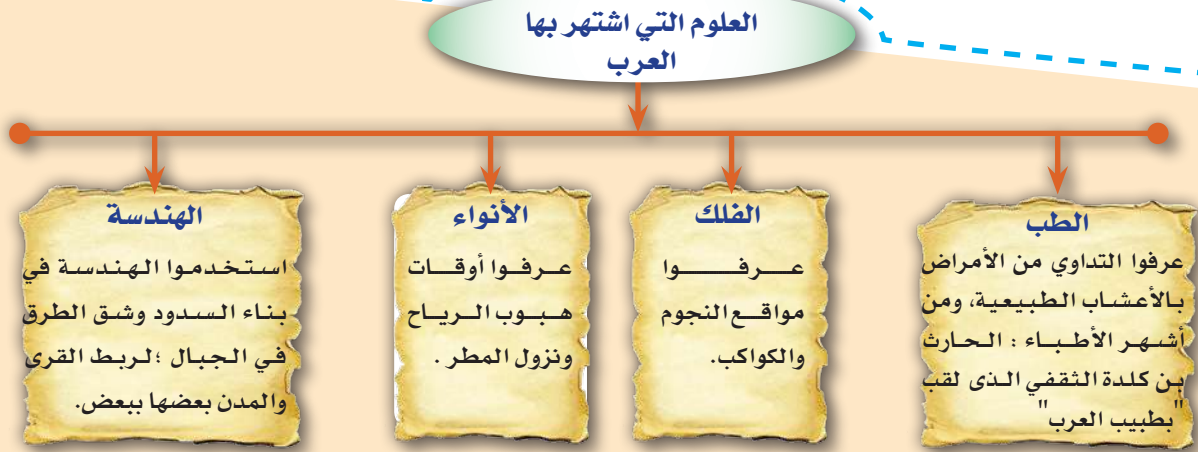 العلوم التي اشتهر بها
العرب
الطب
عرفوا التداوي من الأمراض
بالأعشاب الطبيعية، ومن
أشهر الأطباء : الحارث
بن كلدة الثقفي الذى لقب
"بطبيب العرب"
الفلك
عرفوا
مواقع النجوم
والكواكب.
الأنواء
عرفوا أوقات
هبوب الرياح
ونزول المطر .
الهندسة
استخدموا الهندسة في
بناء السدود وشق الطرق
في الجبال ؛لربط القرى
والمدن بعضها ببعض.